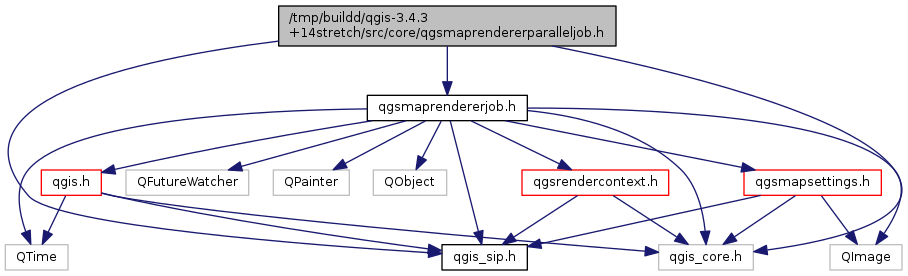 /tmp/buildd/qgis-3.4.3
+14stretch/src/core/qgsmaprendererparalleljob.h
qgsmaprendererjob.h
qgis.h
QFutureWatcher
QPainter
QObject
qgsrendercontext.h
qgsmapsettings.h
QTime
qgis_sip.h
qgis_core.h
QImage